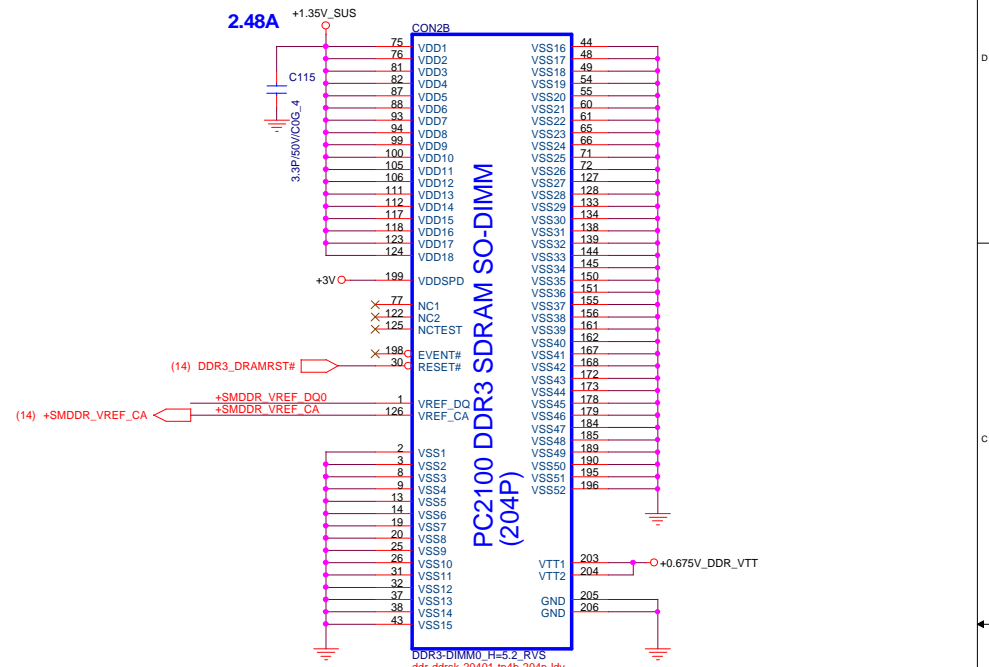 2.48A
+1.35V_SUS
CON2B
75 VDD1 VSS16 44
76 VDD2 VSS17 48
81 VDD3 VSS18 49
82 VDD4 VSS19 54
87 VDD5 VSS20 55
88 VDD6 VSS21 60
93 VDD7 VSS22 61
94 VDD8 VSS23 65
99 VDD9 VSS24 66
100 VDD10 VSS25 71
105 VDD11 VSS26 72
106 VDD12 VSS27 127
111 VDD13 VSS28 128
112 VDD14 VSS29 133
117 VDD15 VSS30 134
118 VDD16 VSS31 138
123 VDD17 VSS32 139
124 VDD18 VSS33 144
VSS34 145
C115
3.3P/50V/C0G_4
+3V 199 VDDSPD VSS35 150
VSS36 151
77 NC1 VSS37 155
122 NC2 VSS38 156
125 NCTEST VSS39 161
VSS40 162
198 EVENT# VSS41 167
(14) DDR3_DRAMRST# 30 RESET# VSS42 168
VSS43 172
VSS44 173
+SMDDR_VREF_DQ0 1 VREF_DQ VSS45 178
(14) +SMDDR_VREF_CA +SMDDR_VREF_CA 126 VREF_CA VSS46 179
VSS47 184
VSS48 185
2 VSS1 VSS49 189
3 VSS2 VSS50 190
8 VSS3 VSS51 195
9 VSS4 VSS52 196
13 VSS5
14 VSS6
19 VSS7
20 VSS8
25 VSS9
26 VSS10 VTT1 203 +0.675V_DDR_VTT
31 VSS11 VTT2 204
32 VSS12
37 VSS13 GND 205
38 VSS14 GND 206
43 VSS15
PC2100 DDR3 SDRAM SO-DIMM
(204P)
DDR3-DIMM0_H=5.2_RVS
D
C